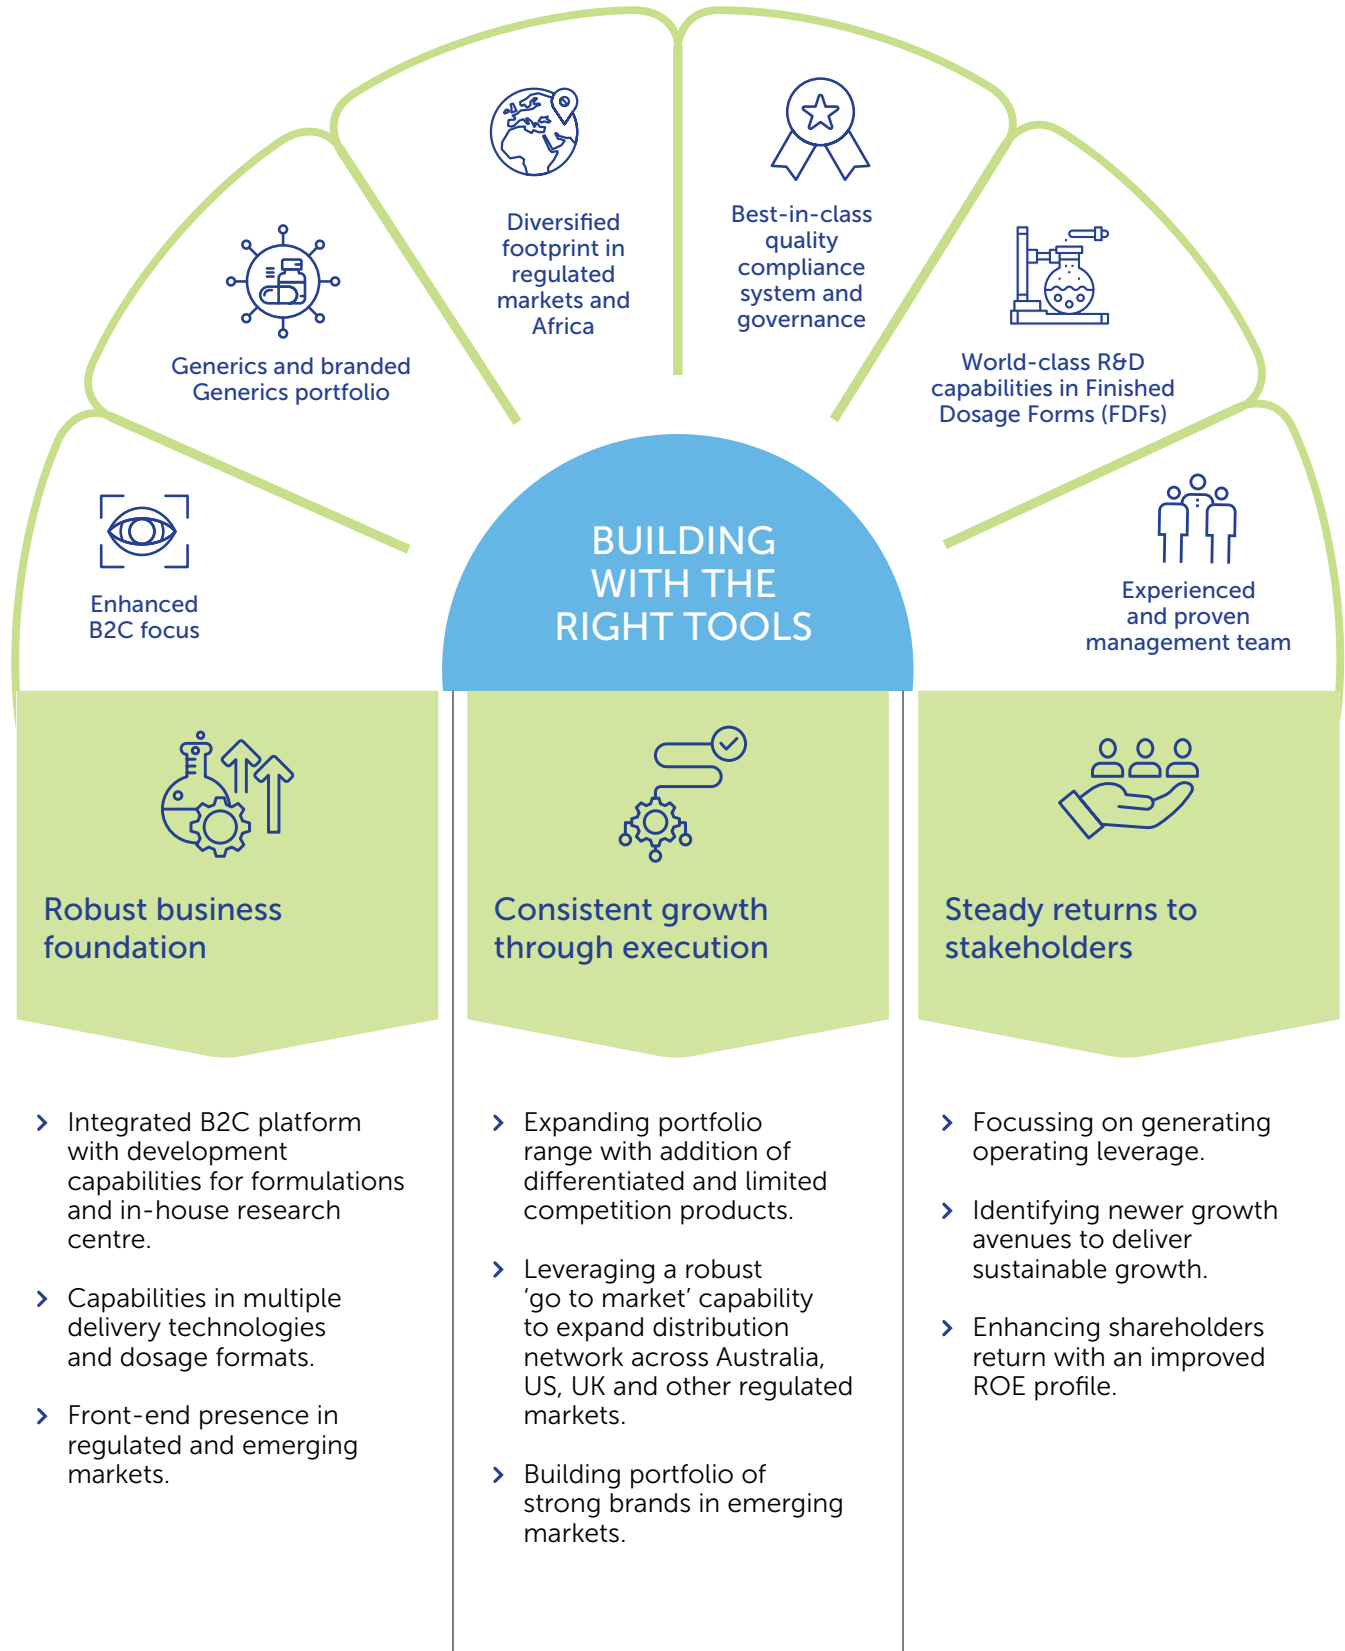 Diversified
footprint in
regulated
markets and
Africa
Best-in-class
quality
compliance
system and
governance
Generics and branded
Generics portfolio
World-class R&D
capabilities in Finished
Dosage Forms (FDFs)
Enhanced
B2C focus
BUILDING
WITH THE
RIGHT TOOLS
Experienced
and proven
management team
Robust business
foundation
> Integrated B2C platform
with development
capabilities for formulations
and in-house research
centre.
> Capabilities in multiple
delivery technologies
and dosage formats.
> Front-end presence in
regulated and emerging
markets.
Consistent growth
through execution
> Expanding portfolio
range with addition of
differentiated and limited
competition products.
> Leveraging a robust
‘go to market’ capability
to expand distribution
network across Australia,
US, UK and other regulated
markets.
> Building portfolio of
strong brands in emerging
markets.
Steady returns to
stakeholders
> Focussing on generating
operating leverage.
> Identifying newer growth
avenues to deliver
sustainable growth.
> Enhancing shareholders
return with an improved
ROE profile.